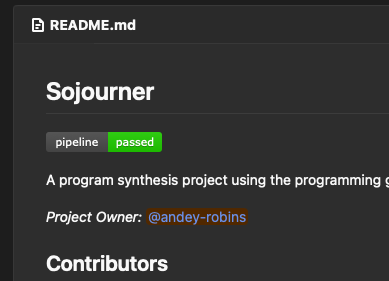 README.md
Sojourner
pipeline passed
A program synthesis project using the programming
Project Owner: @andey-robins
Contributors